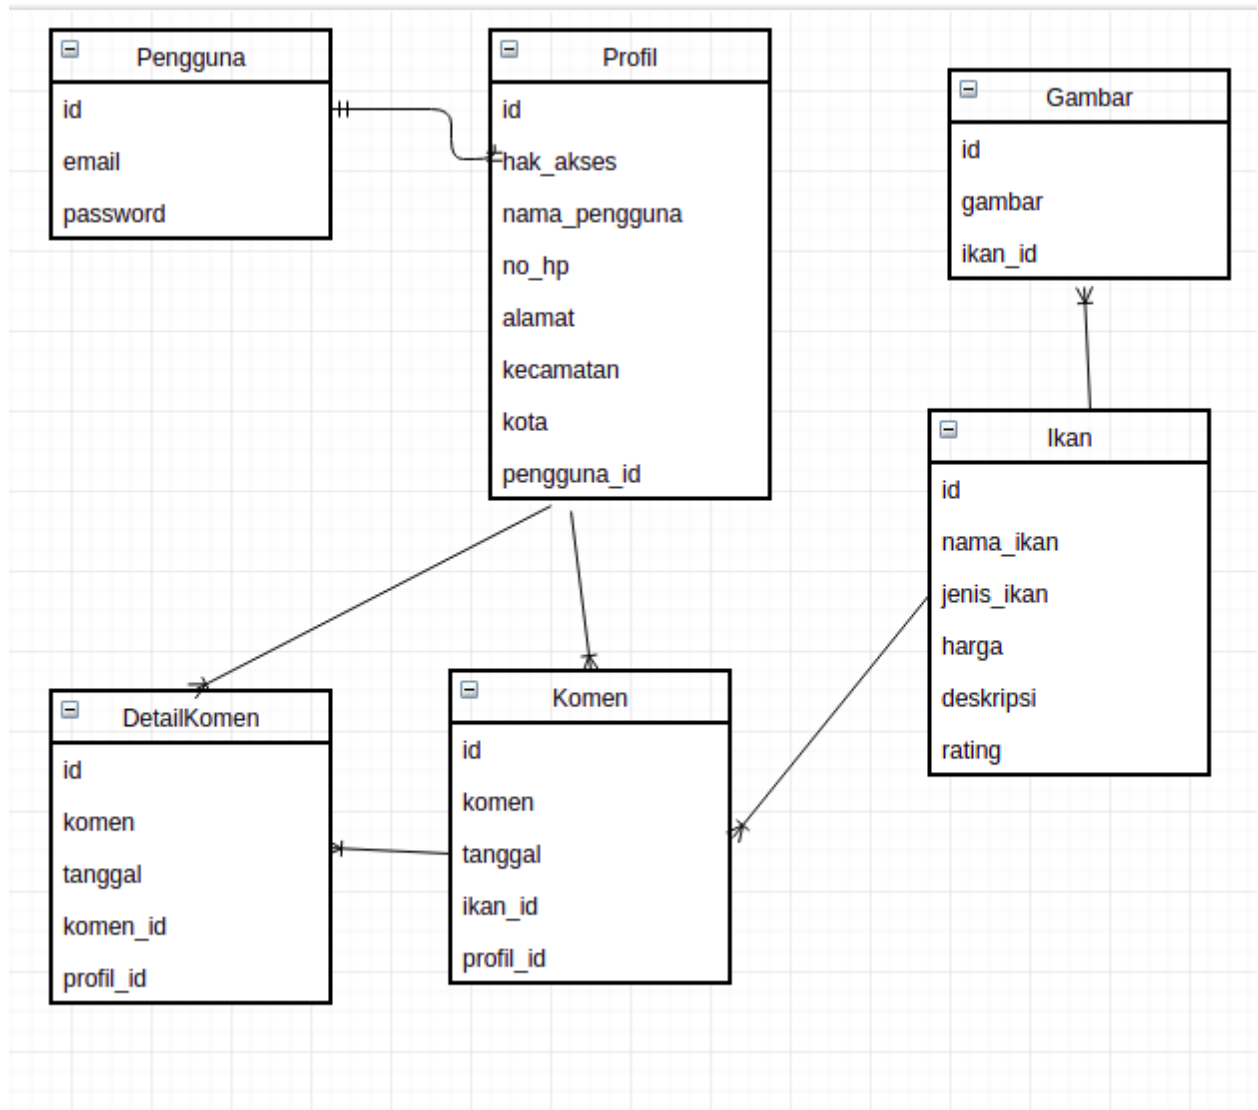 Pengguna
id
email
password
Profil
id
hak_akses
nama_pengguna
no_hp
alamat
kecamatan
kota
pengguna_id
Gambar
id
gambar
ikan_id
Ikan
id
nama_ikan
jenis_ikan
harga
deskripsi
rating
DetailKomen
id
komen
tanggal
komen_id
profil_id
Komen
id
komen
tanggal
ikan_id
profil_id